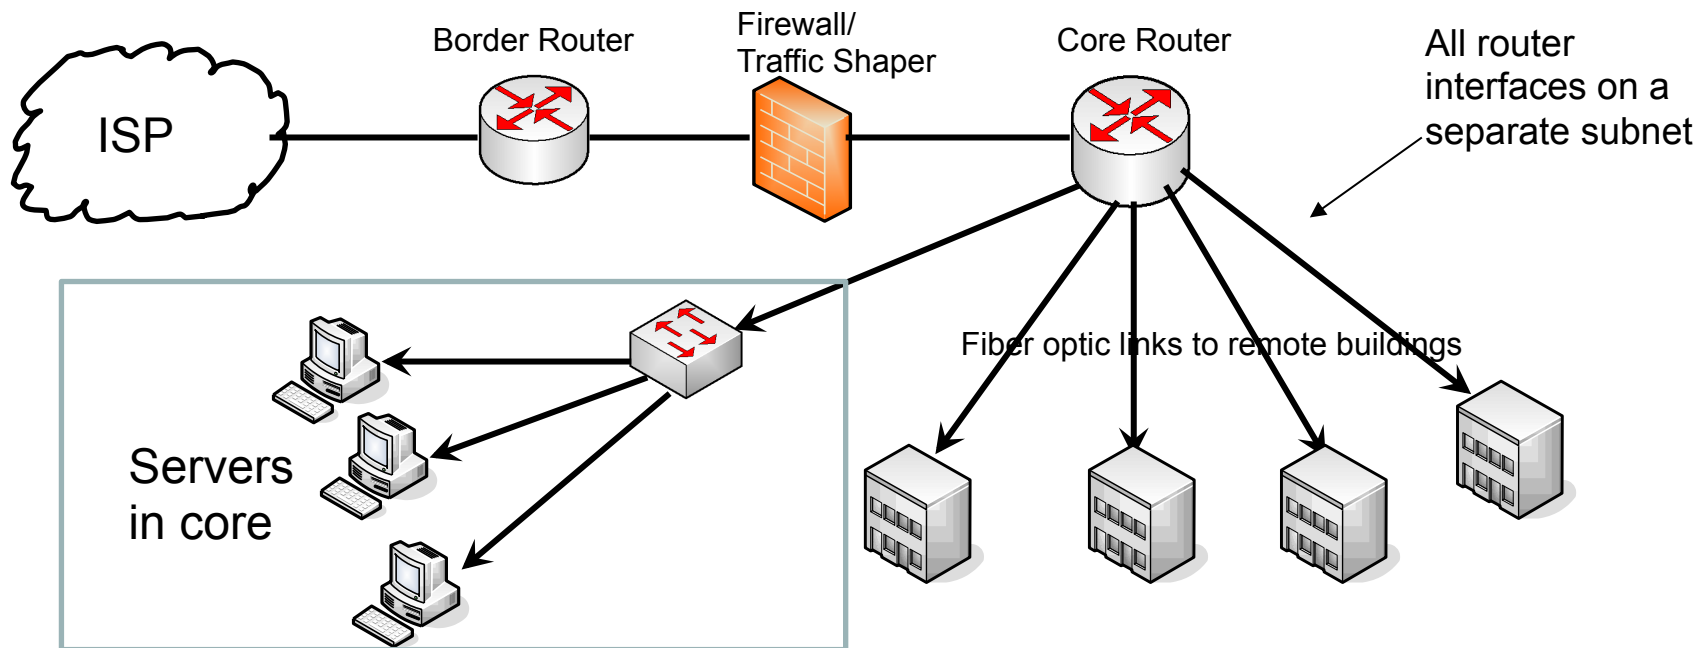 Border Router
Firewall/
Traffic Shaper
Core Router
All router
interfaces on a
separate subnet
ISP
Fiber optic links to remote buildings
Servers
in core